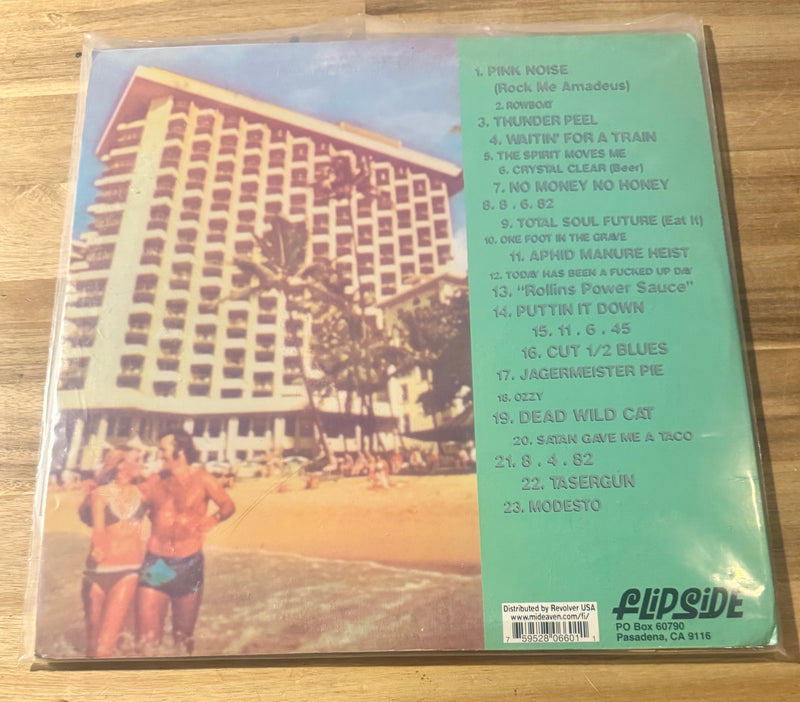 1. PINK NOISE
(Rock Me Amadeus)
2. ROWBOAT
3. THUNDER PEEL
4. WAITIN' FOR A TRAIN
5. THE SPIRIT MOVES ME
6. CRYSTAL CLEAR (Beer)
7. NO MONEY NO HONEY
8. 8 . 6. 82
9. TOTAL SOUL FUTURE (Eat It)
10. ONE FOOT IN THE GRAVE
11. APHID MANURE HEIST
12. TODAY HAS BEEN A FUCKED UP DAY
13. "Rollins Power Sauce"
14. PUTTIN IT DOWN
15. 11 . 6 . 45
16. CUT 1/2 BLUES
17. JAGERMEISTER PIE
18. OZZY
19. DEAD WILD CAT
20. SATAN GAVE ME A TACO
21. 8 . 4 . 82
22. TASERGUN
23. MODESTO
Distributed by Revolver USA
www.mideaven.com/fi/
7 59528 06601 1
FLIPSIDE
PO Box 60790
Pasadena, CA 9116